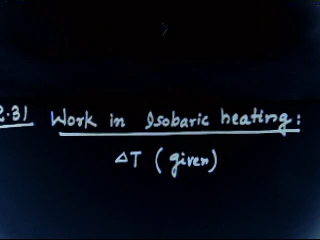 2.31 Work in Isobaric heating:
ΔT (given)